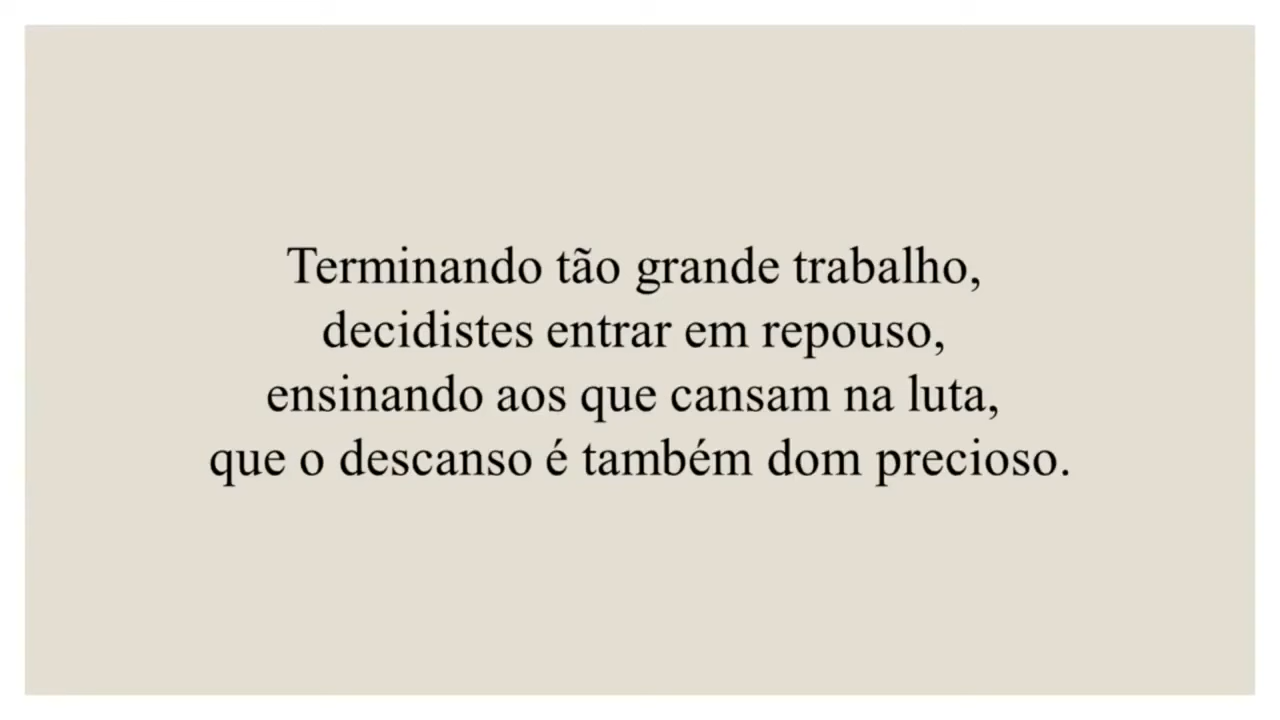 Terminando tão grande trabalho,
decidistes entrar em repouso,
ensinando aos que cansam na luta,
que o descanso é também dom precioso.